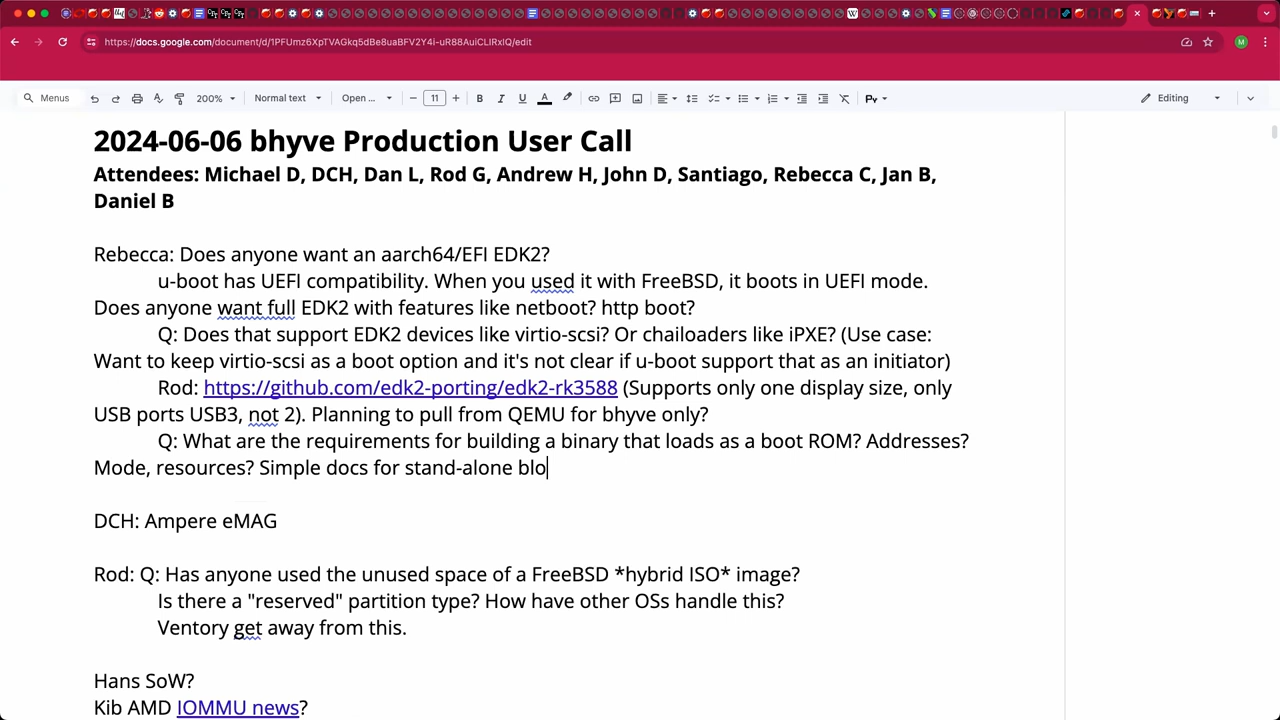 https://docs.google.com/document/d/1PFUmz6XpTVAGkq5dBe8uaBFV2Y4i-uR88AuiCLIRxIQ/edit
M
Menus
200%
Normal text
Open ...
11
B I U A
Editing
2024-06-06 bhyve Production User Call
Attendees: Michael D, DCH, Dan L, Rod G, Andrew H, John D, Santiago, Rebecca C, Jan B,
Daniel B
Rebecca: Does anyone want an aarch64/EFI EDK2?
u-boot has UEFI compatibility. When you used it with FreeBSD, it boots in UEFI mode.
Does anyone want full EDK2 with features like netboot? http boot?
Q: Does that support EDK2 devices like virtio-scsi? Or chailoaders like iPXE? (Use case:
Want to keep virtio-scsi as a boot option and it's not clear if u-boot support that as an initiator)
Rod: https://github.com/edk2-porting/edk2-rk3588 (Supports only one display size, only
USB ports USB3, not 2). Planning to pull from QEMU for bhyve only?
Q: What are the requirements for building a binary that loads as a boot ROM? Addresses?
Mode, resources? Simple docs for stand-alone blo
DCH: Ampere eMAG
Rod: Q: Has anyone used the unused space of a FreeBSD *hybrid ISO* image?
Is there a "reserved" partition type? How have other OSs handle this?
Ventory get away from this.
Hans SoW?
Kib AMD IOMMU news?